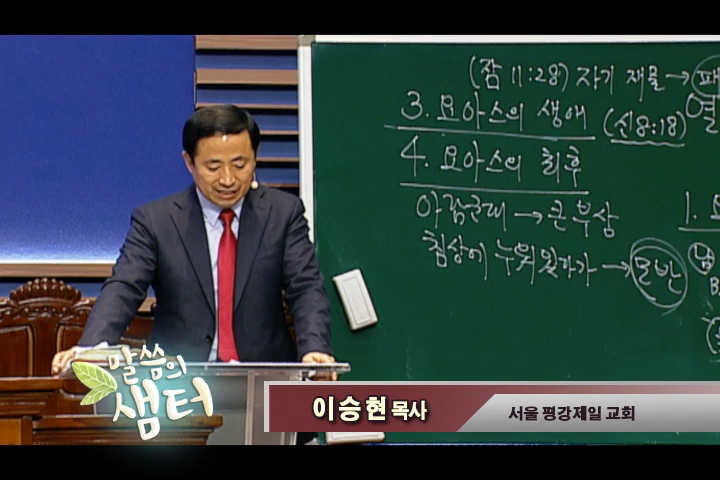 (잠 11:28) 자기 재물 →
3. 요아스의 생애 (신8:18)
4. 요아스의 최후
아람군대 → 큰 부상
침상에 누워 있다가 → 모반
1.
말씀의
샘터
이승현 목사
서울 평강제일 교회